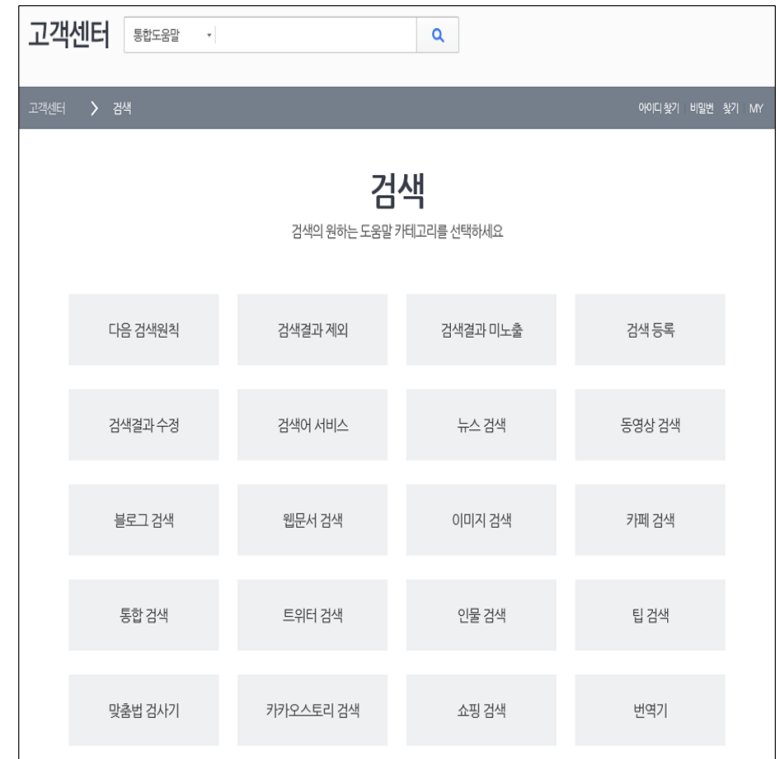 고객센터 통합도움말
고객센터 > 검색 아이디 찾기 비밀번 찾기 MY
검색
검색의 원하는 도움말 카테고리를 선택하세요
다음 검색원칙 검색결과 제외 검색결과 미노출 검색 등록
검색결과 수정 검색어 서비스 뉴스 검색 동영상 검색
블로그 검색 웹문서 검색 이미지 검색 카페 검색
통합 검색 트위터 검색 인물 검색 팁 검색
맞춤법 검사기 카카오스토리 검색 쇼핑 검색 번역기